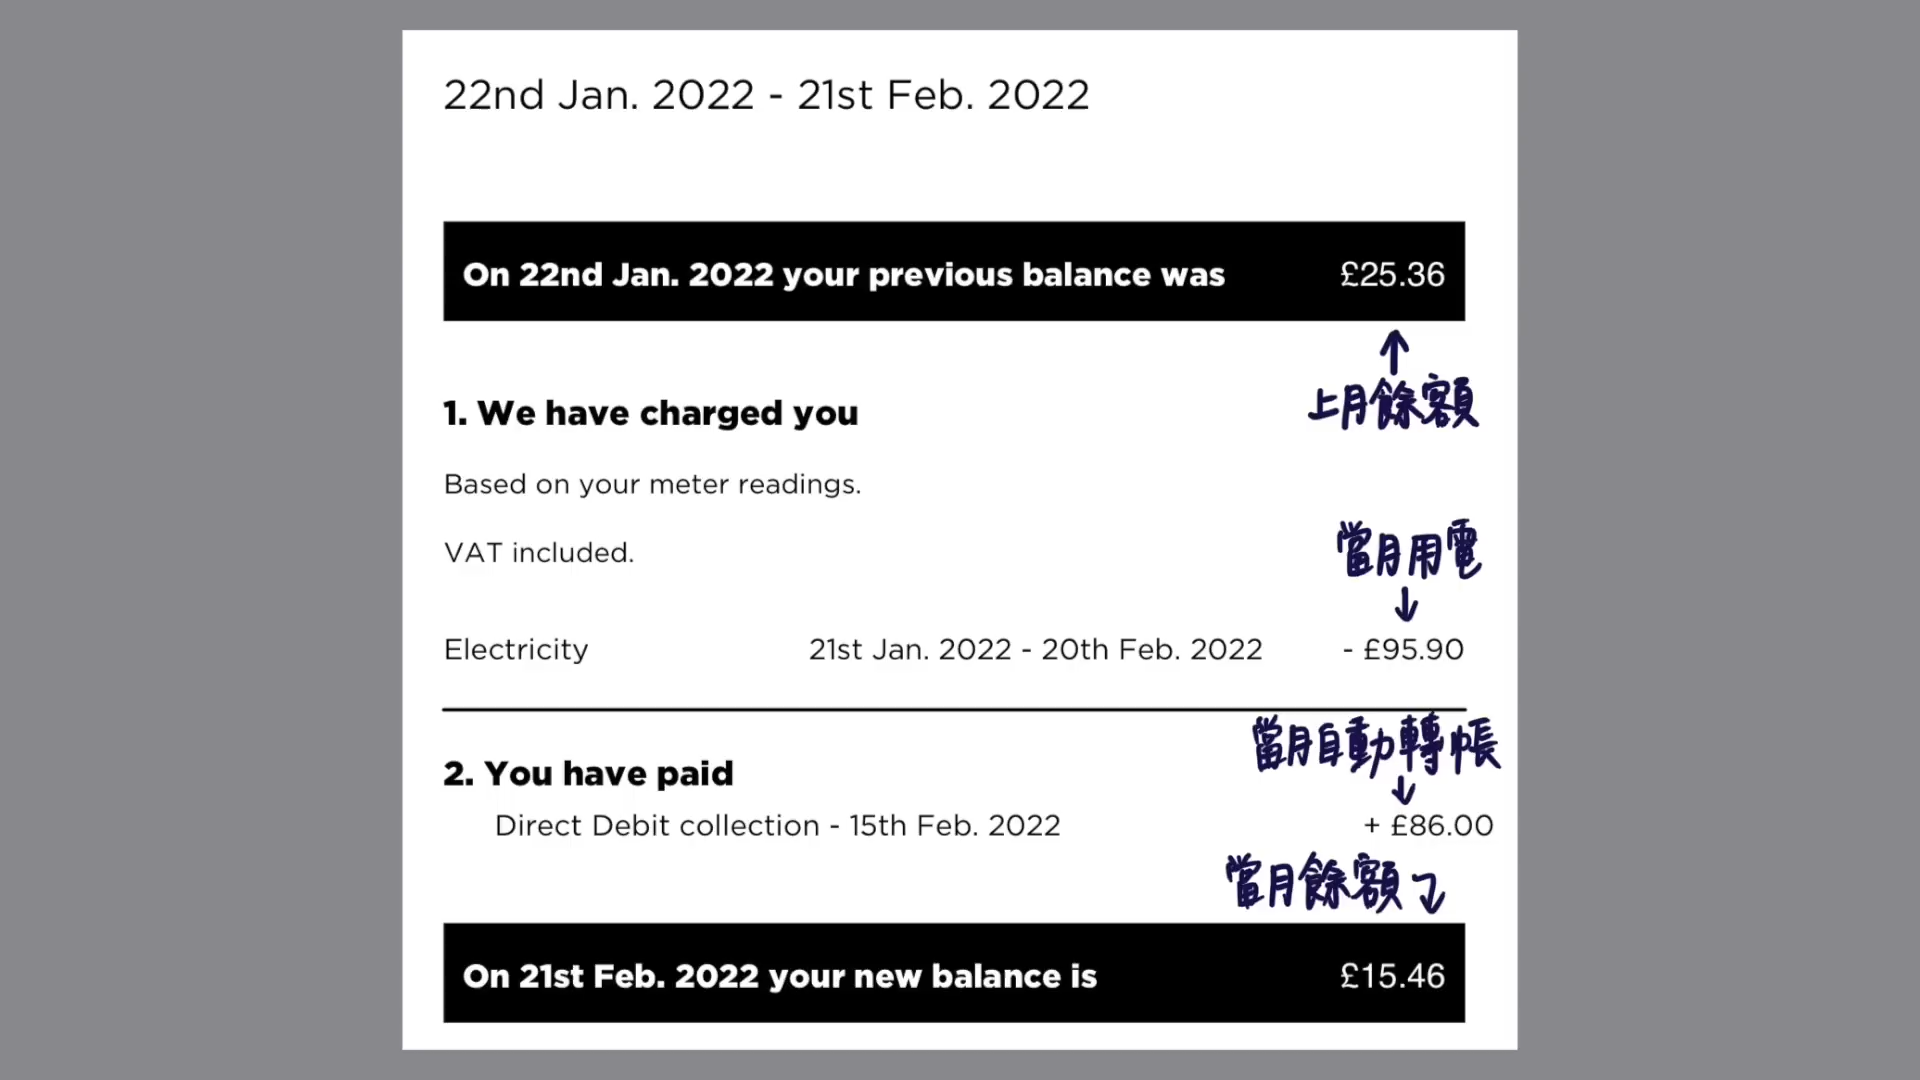 22nd Jan. 2022 - 21st Feb. 2022
On 22nd Jan. 2022 your previous balance was £25.36
↑
上月餘額
1. We have charged you
Based on your meter readings.
VAT included.
當月用電
↓
Electricity 21st Jan. 2022 - 20th Feb. 2022 - £95.90
當月自動轉帳
↓
2. You have paid
Direct Debit collection - 15th Feb. 2022 + £86.00
當月餘額
On 21st Feb. 2022 your new balance is £15.46